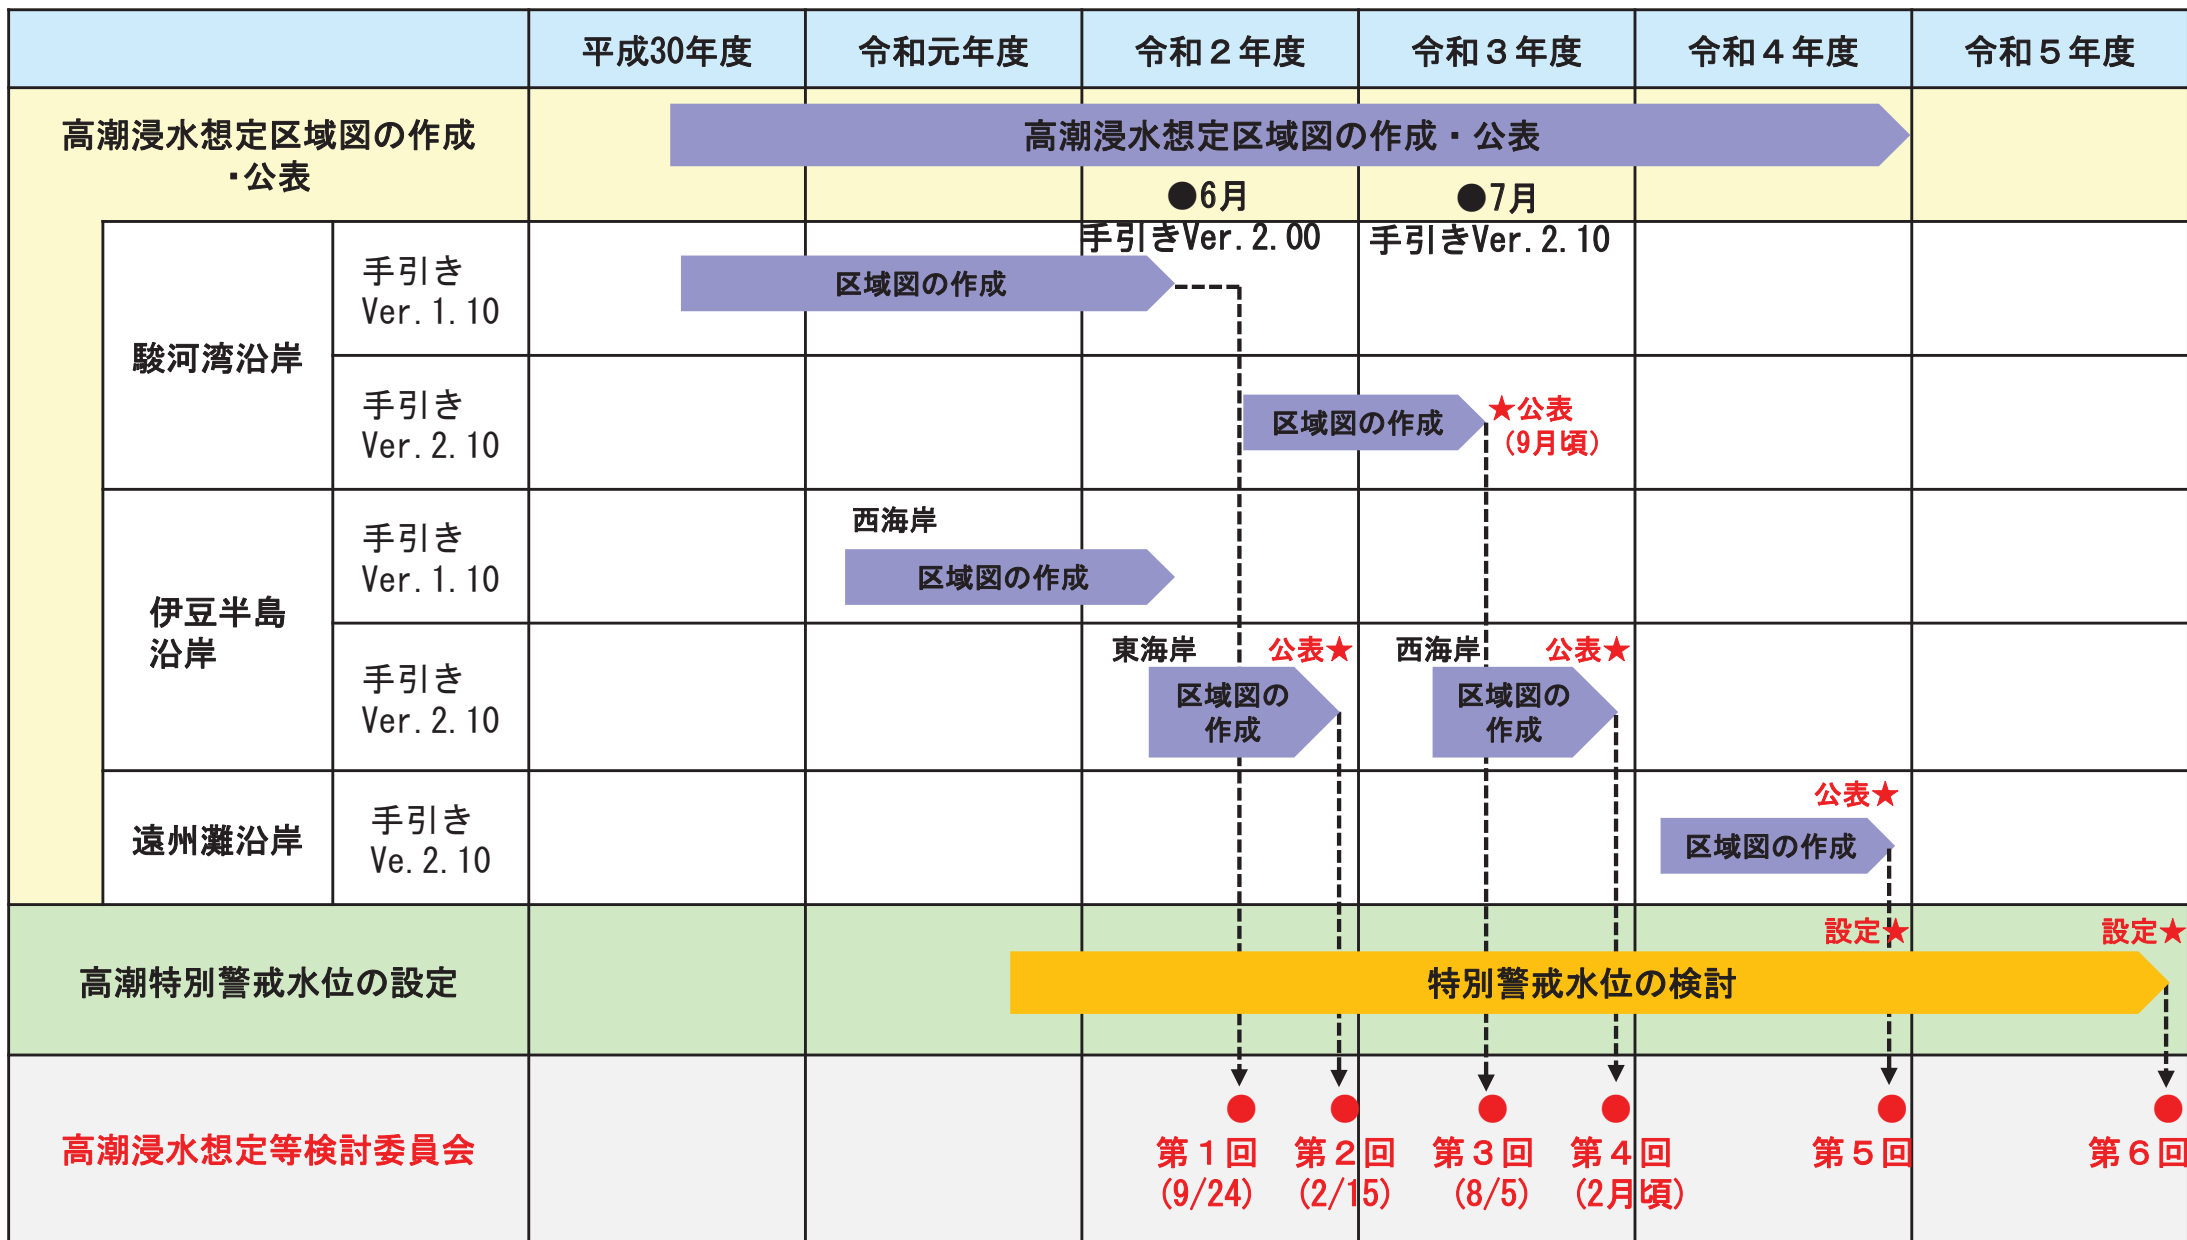 平成30年度
令和元年度
令和２年度
令和３年度
令和４年度
令和５年度
高潮浸水想定区域図の作成
・公表
高潮浸水想定区域図の作成・公表
●6月
手引きVer.2.00
●7月
手引きVer.2.10
駿河湾沿岸
手引き
Ver.1.10
区域図の作成
手引き
Ver.2.10
区域図の作成
★公表
(9月頃)
伊豆半島
沿岸
手引き
Ver.1.10
西海岸
区域図の作成
手引き
Ver.2.10
東海岸
公表★
区域図の
作成
西海岸
公表★
区域図の
作成
遠州灘沿岸
手引き
Ve.2.10
公表★
区域図の作成
高潮特別警戒水位の設定
設定★
設定★
特別警戒水位の検討
高潮浸水想定等検討委員会
第１回
(9/24)
第２回
(2/15)
第３回
(8/5)
第４回
(2月頃)
第５回
第６回